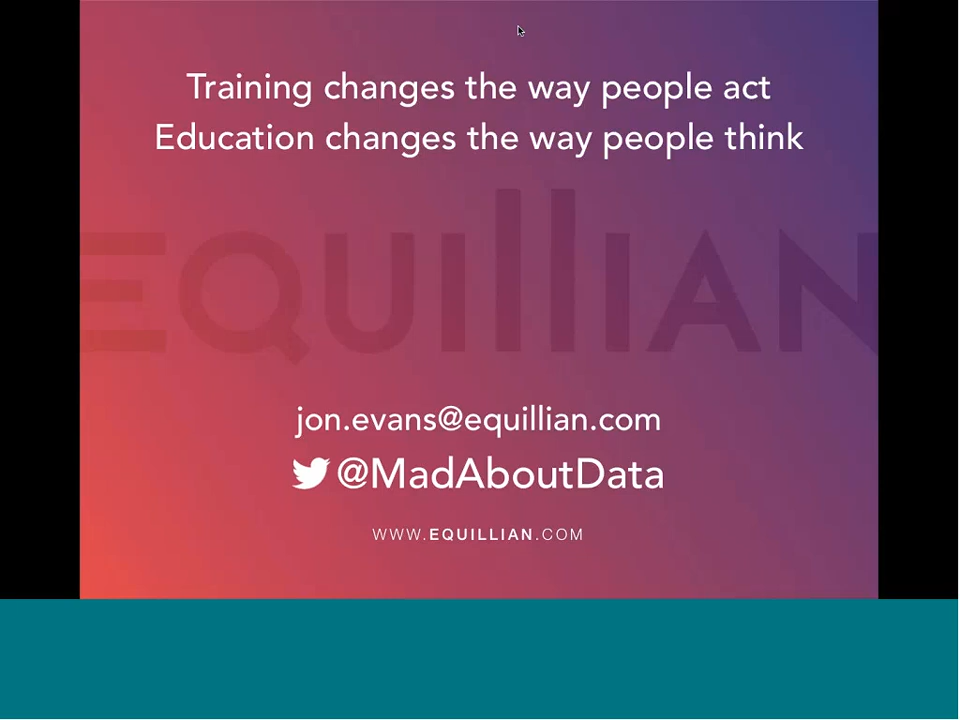 Training changes the way people act
Education changes the way people think
EQUILLIAN
jon.evans@equillian.com
@MadAboutData
WWW.EQUILLIAN.COM